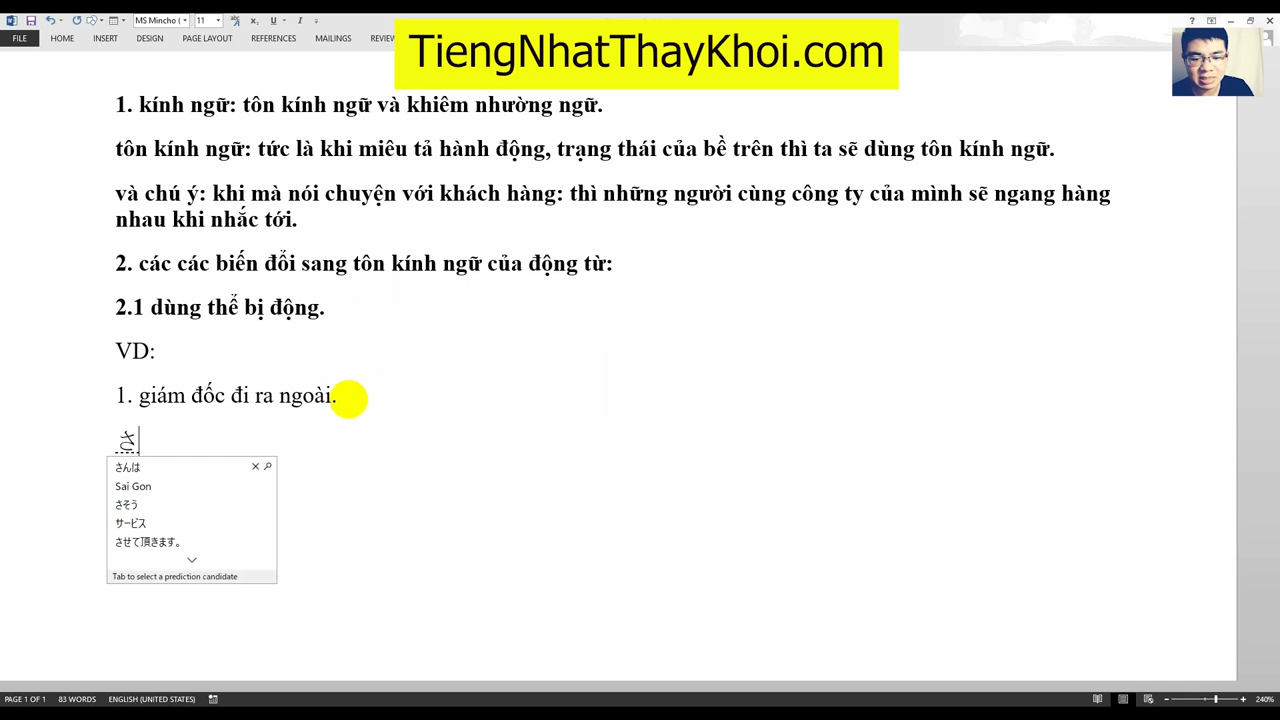 MS Mincho (
11
FILE
HOME
INSERT
DESIGN
PAGE LAYOUT
REFERENCES
MAILINGS
TiengNhatThayKhoi.com
1. kính ngữ: tôn kính ngữ và khiêm nhường ngữ.
tôn kính ngữ: tức là khi miêu tả hành động, trạng thái của bề trên thì ta sẽ dùng tôn kính ngữ.
và chú ý: khi mà nói chuyện với khách hàng: thì những người cùng công ty của mình sẽ ngang hàng
nhau khi nhắc tới.
2. các các biến đổi sang tôn kính ngữ của động từ:
2.1 dùng thể bị động.
VD:
1. giám đốc đi ra ngoài.
さ
さんは
Sai Gon
さそう
サービス
させて頂きます。
Tab to select a prediction candidate
PAGE 1 OF 1
83 WORDS
ENGLISH (UNITED STATES)
240%